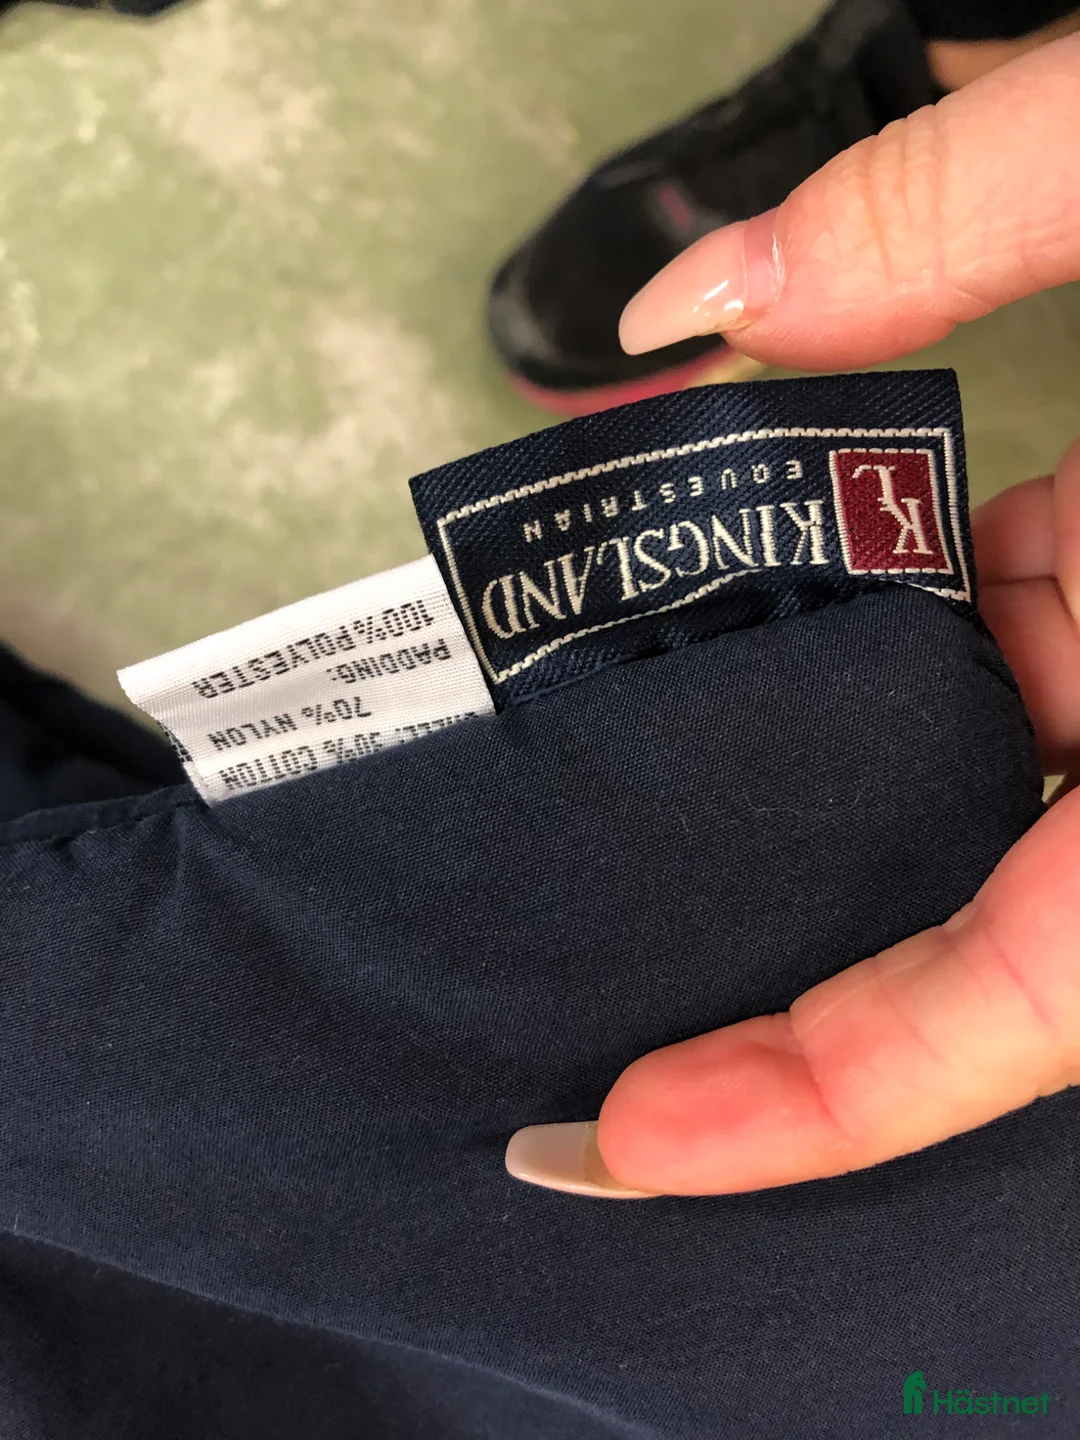 KL
KINGSLAND
EQUESTRIAN
30% COTTON
70% NYLON
PADDING:
100% POLYESTER
Hästnet